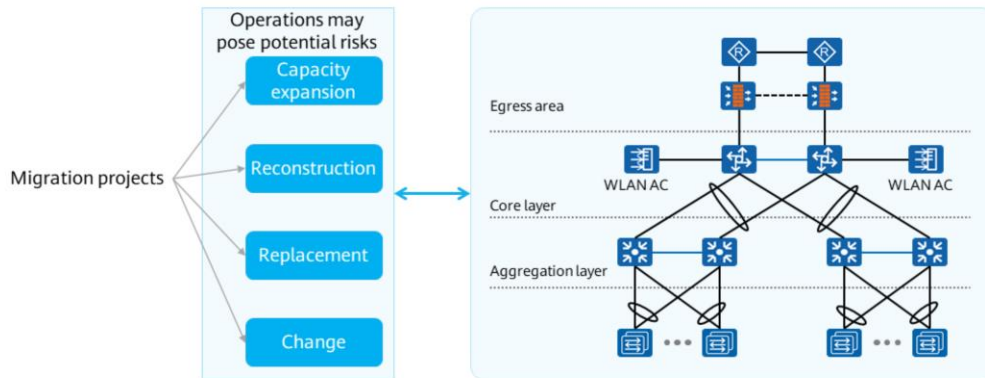 Operations may
pose potential risks
Migration projects
Capacity
expansion
Reconstruction
Replacement
Change
R
R
Egress area
WLAN AC
WLAN AC
Core layer
Aggregation layer